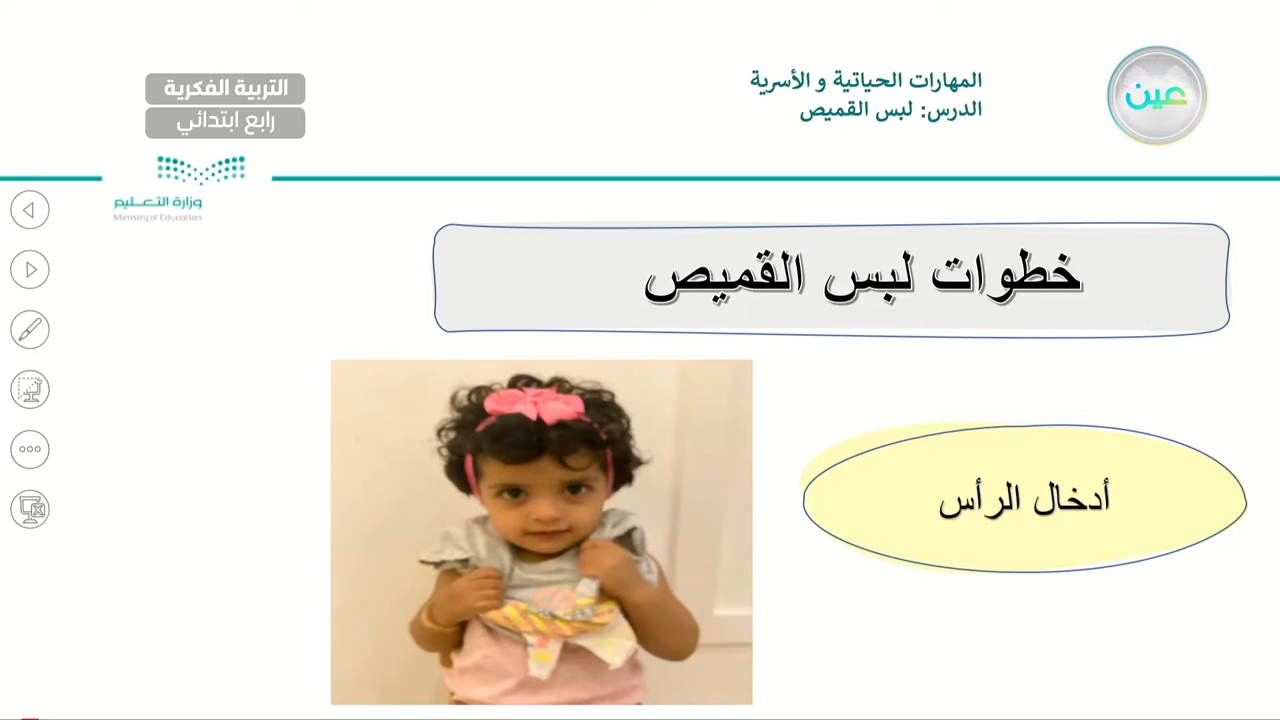 عين
المهارات الحياتية و الأسرية
الدرس: لبس القميص
التربية الفكرية
رابع ابتدائي
وزارة التعـــليم
Ministry of Education
خطوات لبس القميص
أدخال الرأس